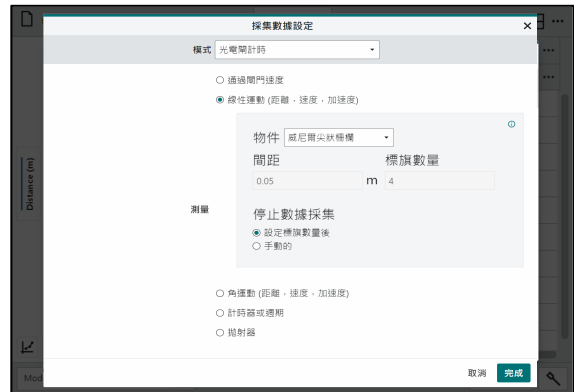 採集數據設定 ×
模式 光電閘計時
通過閘門速度
線性運動 (距離，速度，加速度)
物件 威尼爾尖狀柵欄
間距 標旗數量
0.05 m 4
測量
停止數據採集
設定標旗數量後
手動的
角運動 (距離，速度，加速度)
計時器或週期
拋射器
取消 完成
Distance (m)
Mod